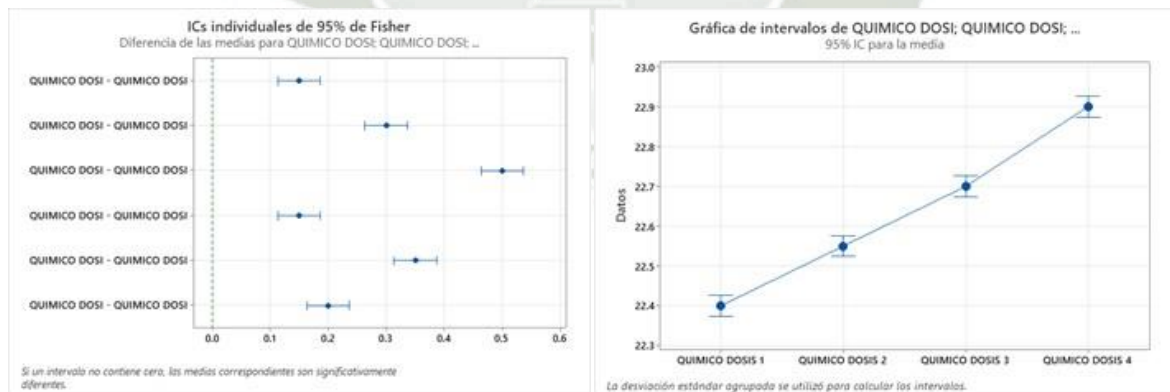 ICs individuales de 95% de Fisher
Diferencia de las medias para QUIMICO DOSI; QUIMICO DOSI; ...
QUIMICO DOSI - QUIMICO DOSI
QUIMICO DOSI - QUIMICO DOSI
QUIMICO DOSI - QUIMICO DOSI
QUIMICO DOSI - QUIMICO DOSI
QUIMICO DOSI - QUIMICO DOSI
QUIMICO DOSI - QUIMICO DOSI
0.0 0.1 0.2 0.3 0.4 0.5 0.6
Si un intervalo no contiene cero, las medias correspondientes son significativamente
diferentes.
Gráfica de intervalos de QUIMICO DOSI; QUIMICO DOSI; ...
95% IC para la media
23.0
22.9
22.8
22.7
22.6
22.5
22.4
22.3
Datos
QUIMICO DOSIS 1 QUIMICO DOSIS 2 QUIMICO DOSIS 3 QUIMICO DOSIS 4
La desviación estándar agrupada se utilizó para calcular los intervalos.